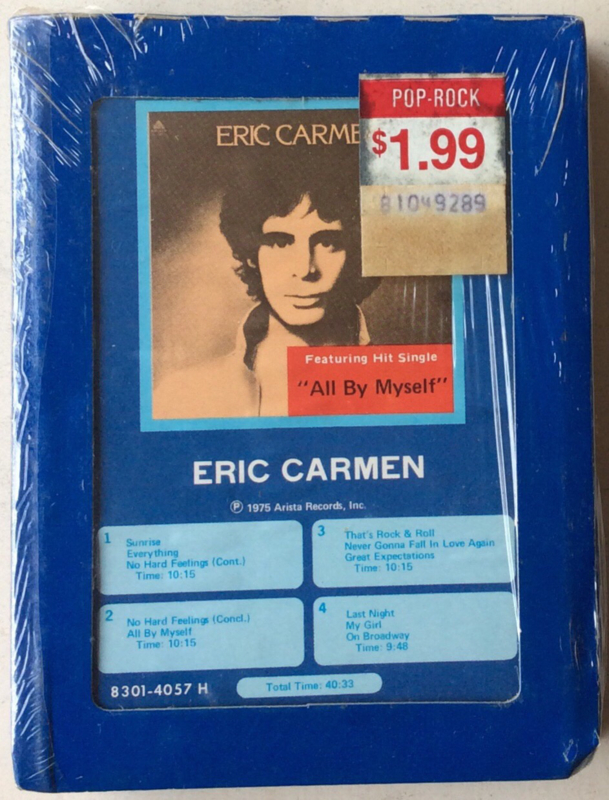 POP-ROCK
$1.99
81049289
ERIC CARME
Featuring Hit Single
"All By Myself"
ERIC CARMEN
Ⓟ 1975 Arista Records, Inc.
1
Sunrise
Everything
No Hard Feelings (Cont.)
Time: 10:15
2
No Hard Feelings (Concl.)
All By Myself
Time: 10:15
3
That's Rock & Roll
Never Gonna Fall In Love Again
Great Expectations
Time: 10:15
4
Last Night
My Girl
On Broadway
Time: 9:48
8301-4057 H
Total Time: 40:33